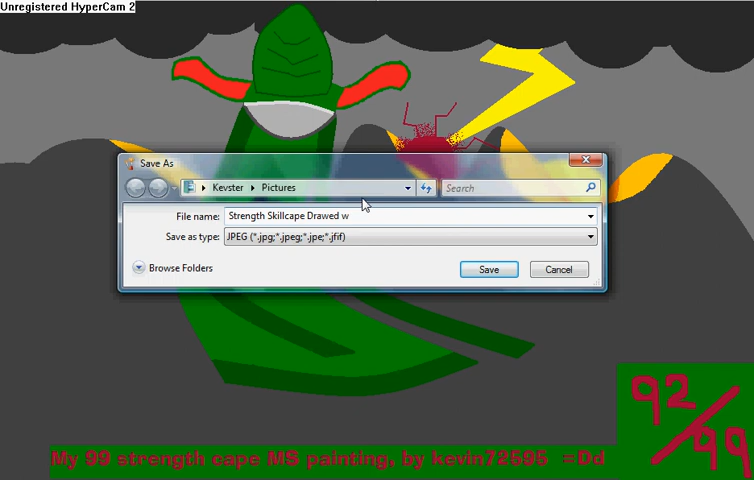 Unregistered HyperCam 2
Save As
Kevster Pictures
Search
File name: Strength Skillcape Drawed w
Save as type: JPEG (*.jpg;*.jpeg;*.jpe;*.jfif)
Browse Folders Save Cancel
92/99
My 99 strength cape MS painting, by kevin72595 =Dd